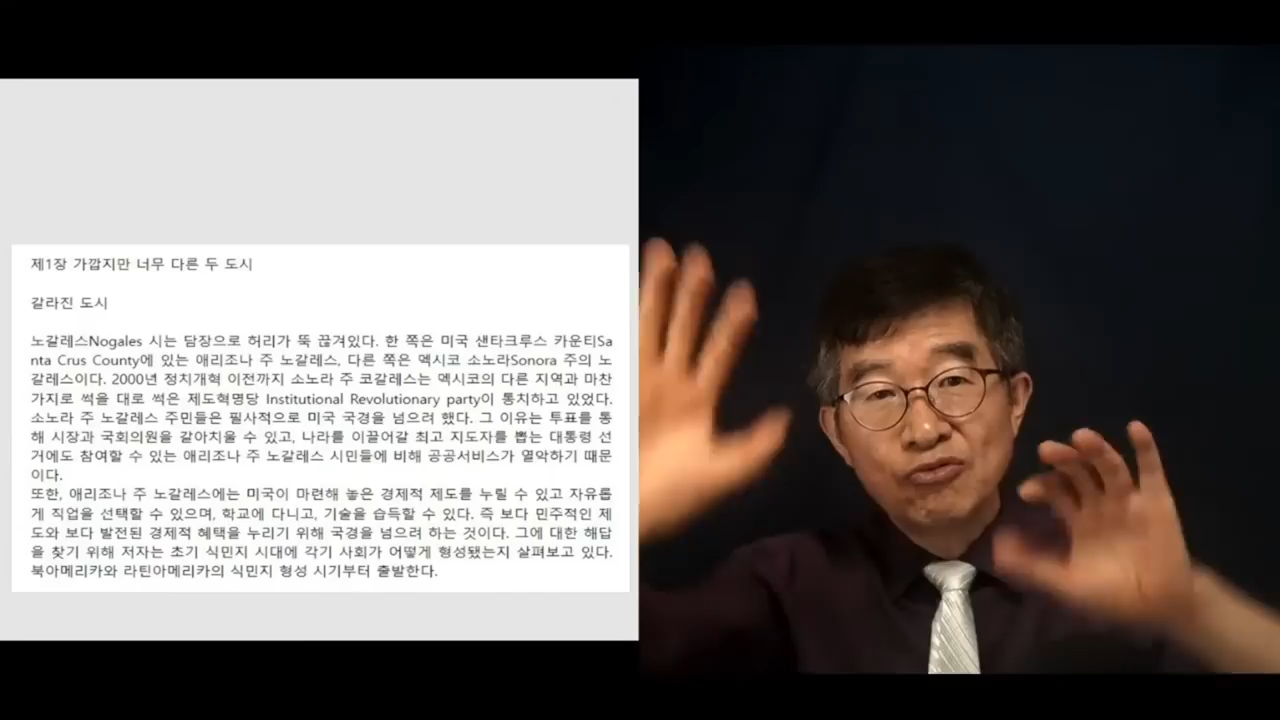 제1장 가깝지만 너무 다른 두 도시
갈라진 도시
노갈레스Nogales 시는 담장으로 허리가 뚝 끊겨있다. 한 쪽은 미국 샌타크루스 카운티Sa
nta Crus County에 있는 애리조나 주 노갈레스, 다른 쪽은 멕시코 소노라Sonora 주의 노
갈레스이다. 2000년 정치개혁 이전까지 소노라 주 코갈레스는 멕시코의 다른 지역과 마찬
가지로 썩을 대로 썩은 제도혁명당 Institutional Revolutionary party이 통치하고 있었다.
소노라 주 노갈레스 주민들은 필사적으로 미국 국경을 넘으려 했다. 그 이유는 투표를 통
해 시장과 국회의원을 갈아치울 수 있고, 나라를 이끌어갈 최고 지도자를 뽑는 대통령 선
거에도 참여할 수 있는 애리조나 주 노갈레스 시민들에 비해 공공서비스가 열악하기 때문
이다.
또한, 애리조나 주 노갈레스에는 미국이 마련해 놓은 경제적 제도를 누릴 수 있고 자유롭
게 직업을 선택할 수 있으며, 학교에 다니고, 기술을 습득할 수 있다. 즉 보다 민주적인 제
도와 보다 발전된 경제적 혜택을 누리기 위해 국경을 넘으려 하는 것이다. 그에 대한 해답
을 찾기 위해 저자는 초기 식민지 시대에 각기 사회가 어떻게 형성됐는지 살펴보고 있다.
북아메리카와 라틴아메리카의 식민지 형성 시기부터 출발한다.